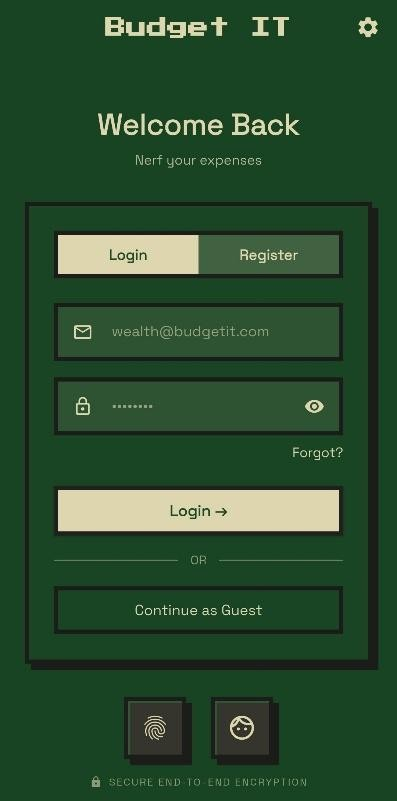 Budget IT
Welcome Back
Nerf your expenses
Login
Register
wealth@budgetit.com
••••••••
Forgot?
Login →
OR
Continue as Guest
SECURE END-TO-END ENCRYPTION